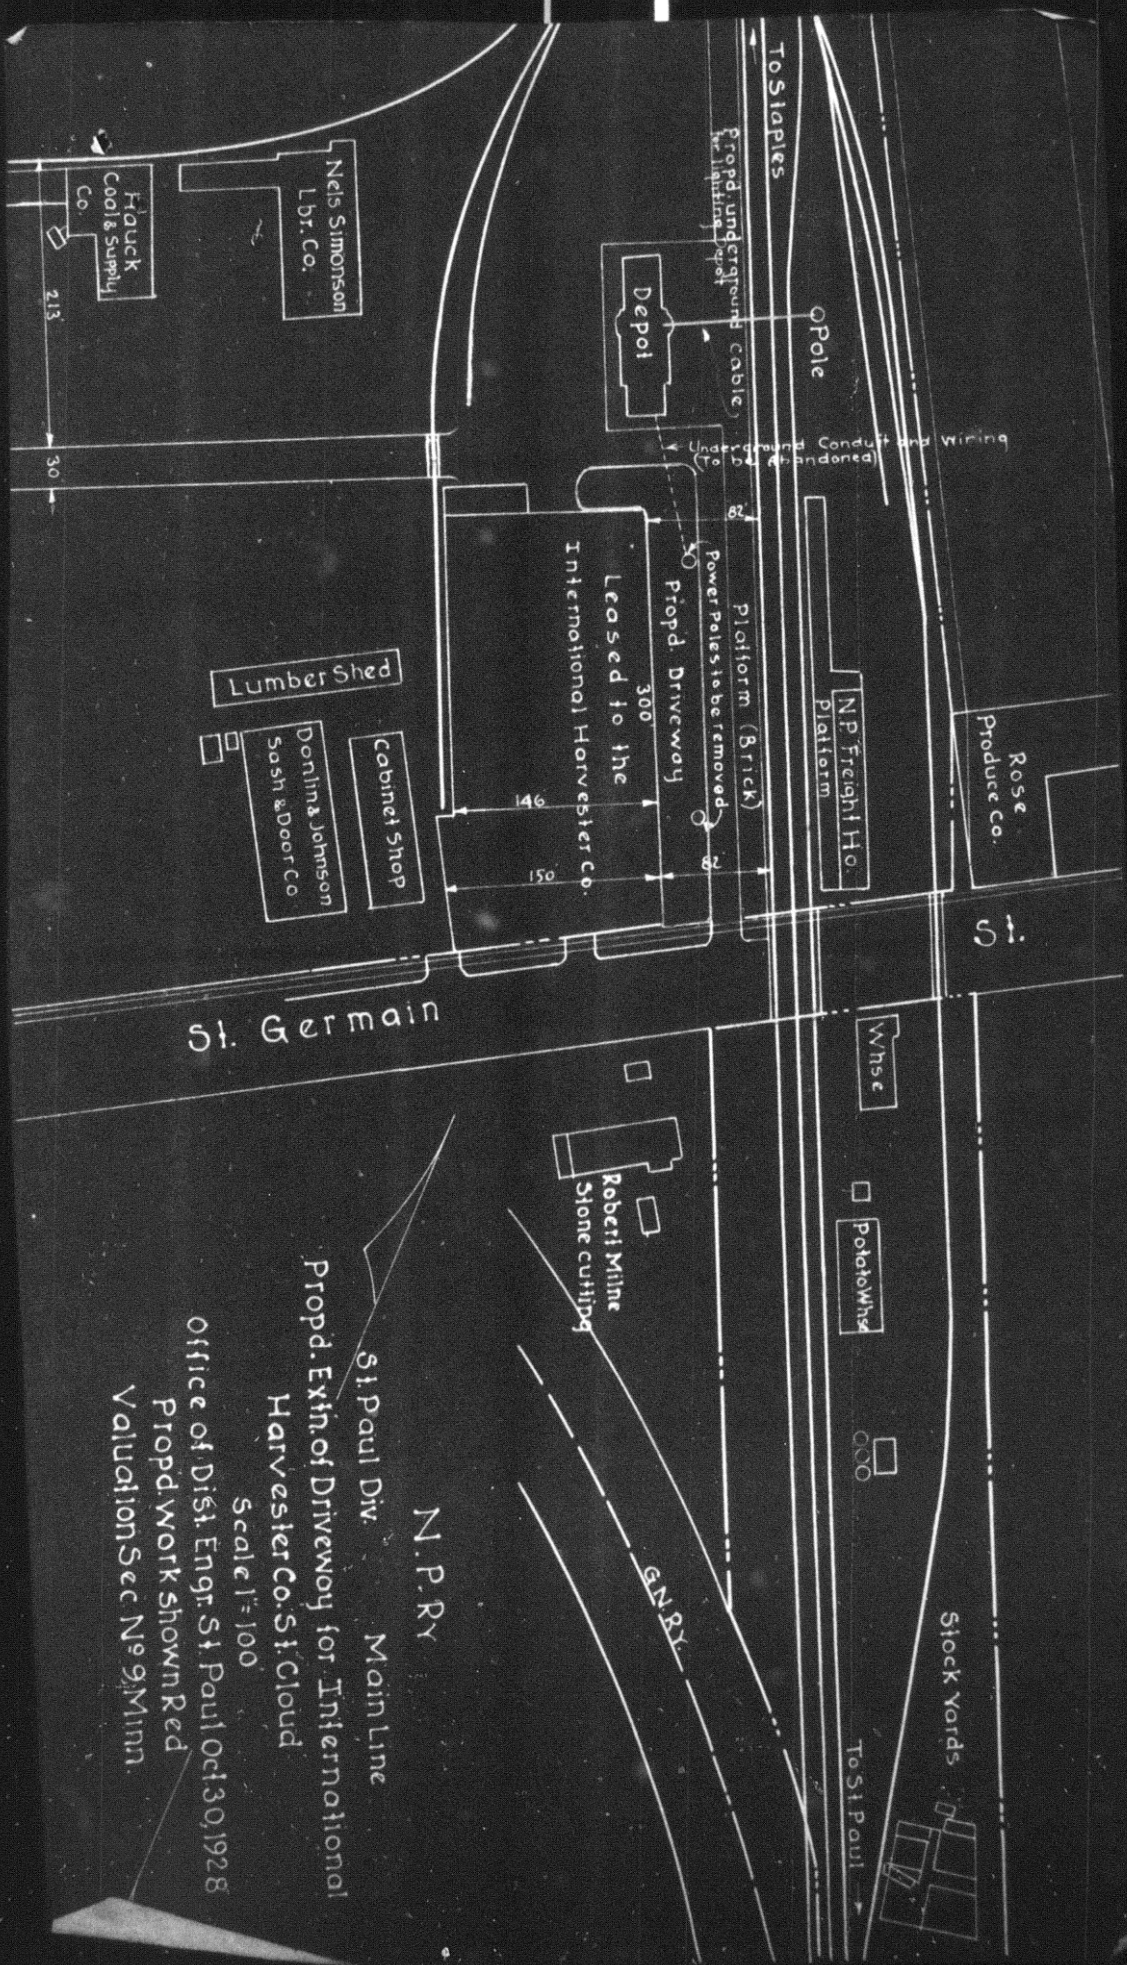 To Staples
Propd. underground cable
for lighting Depot
Pole
Depot
Underground Conduit and Wiring
(To be Abandoned)
Nels Simonson
Lbr. Co.
Hauck
Coal & Supply
Co.
213'
30
82'
Platform (Brick)
Power Poles to be removed
Propd. Driveway
300'
Leased to the
International Harvester Co.
146
150
82'
N.P. Freight Ho.
Platform
Rose
Produce Co.
Lumber Shed
Cabinet Shop
Donlin & Johnson
Sash & Door Co
St.
St. Germain
Whse
Potato Whse
Robert Milne
Stone cutting
G.N.RY.
Stock Yards
To St. Paul
N.P.RY
St. Paul Div. Main Line
Propd. Extn. of Driveway for International
Harvester Co. St. Cloud
Scale 1"=100'
Office of Dist. Engr. St. Paul Oct. 30, 1928
Propd. work shown Red
Valuation Sec Nº 9, Minn.